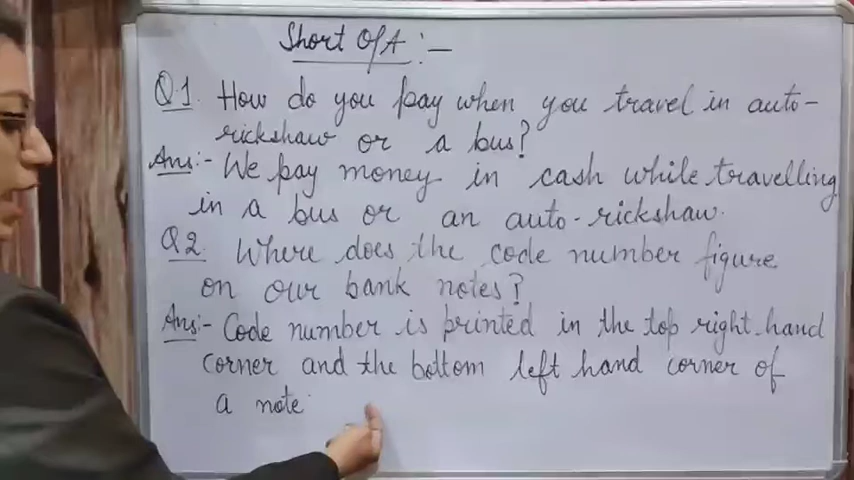 Short Q/A :-
Q1. How do you pay when you travel in auto-
rickshaw or a bus?
Ans:- We pay money in cash while travelling
in a bus or an auto-rickshaw.
Q2. Where does the code number figure
on our bank notes?
Ans:- Code number is printed in the top right hand
corner and the bottom left hand corner of
a note.